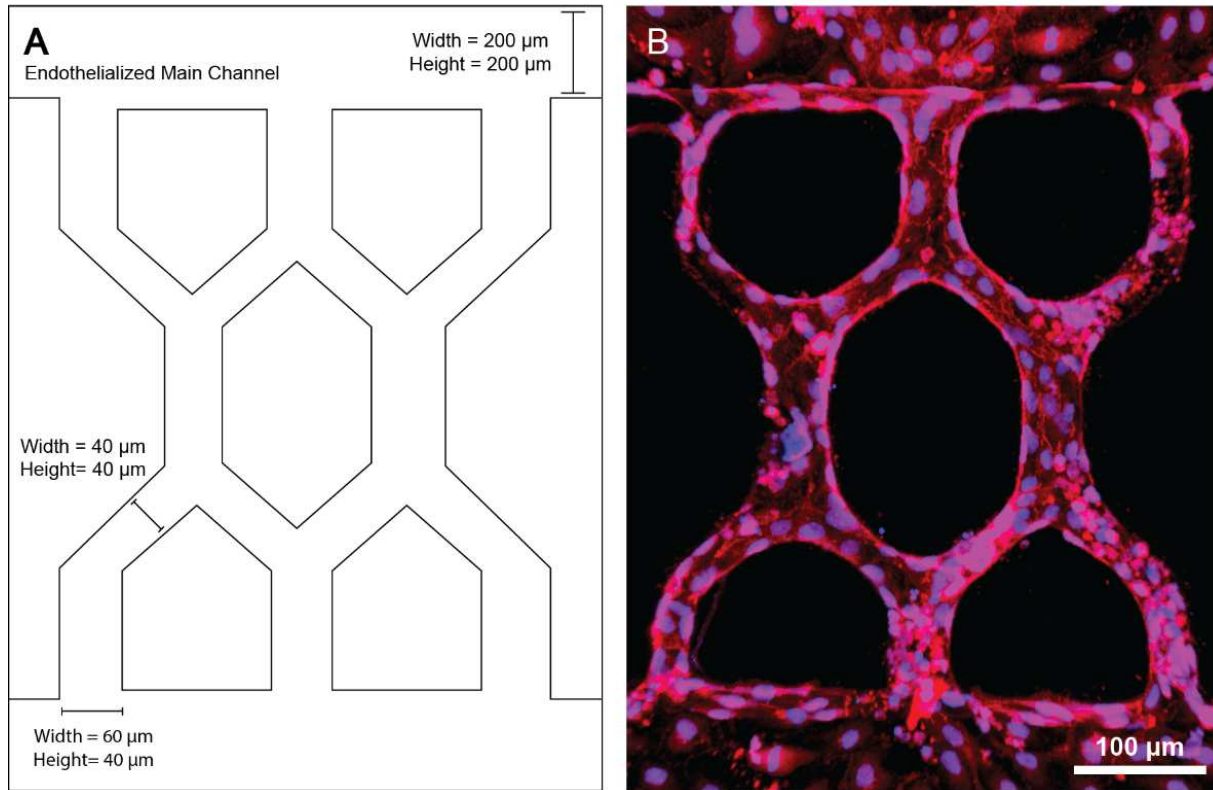 A
Endothelialized Main Channel
Width = 200 µm
Height = 200 µm
Width = 40 µm
Height= 40 µm
Width = 60 µm
Height= 40 µm
B
100 µm